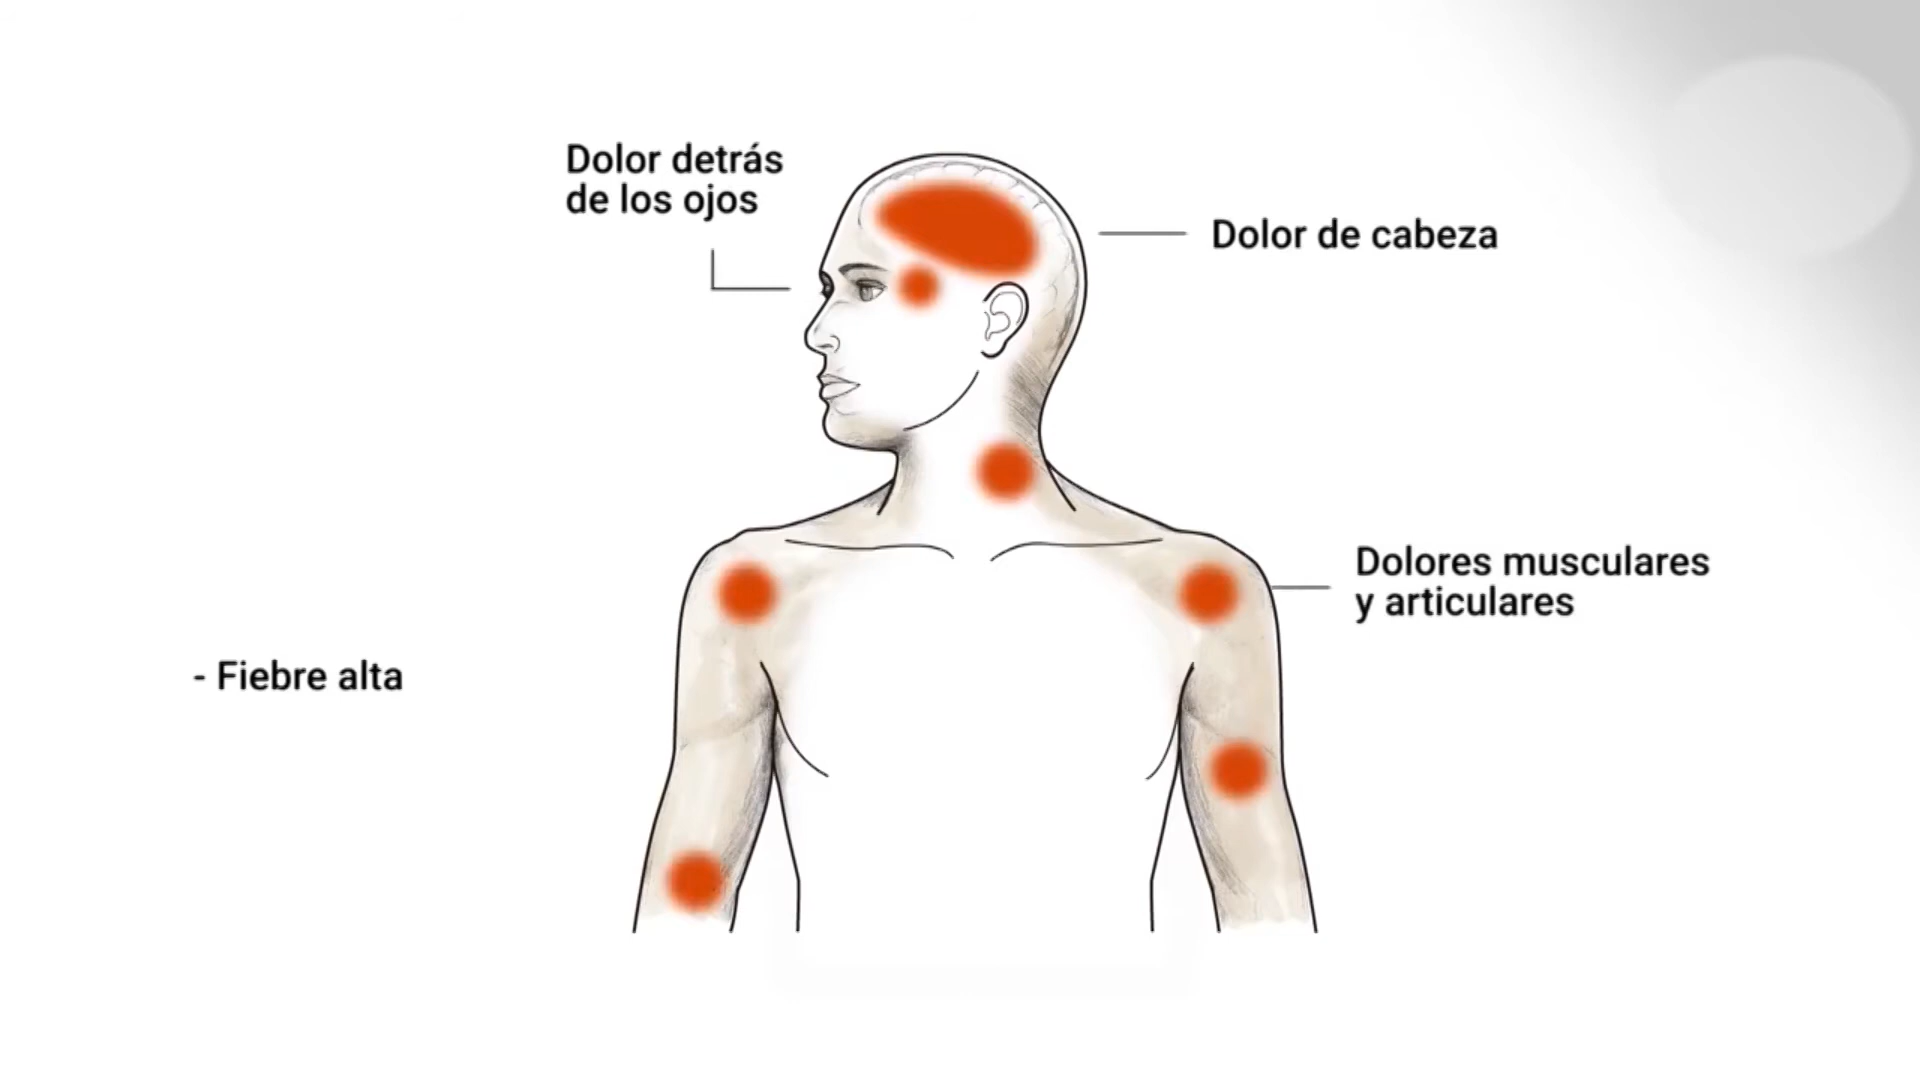 Dolor detrás
de los ojos
Dolor de cabeza
Dolores musculares
y articulares
- Fiebre alta